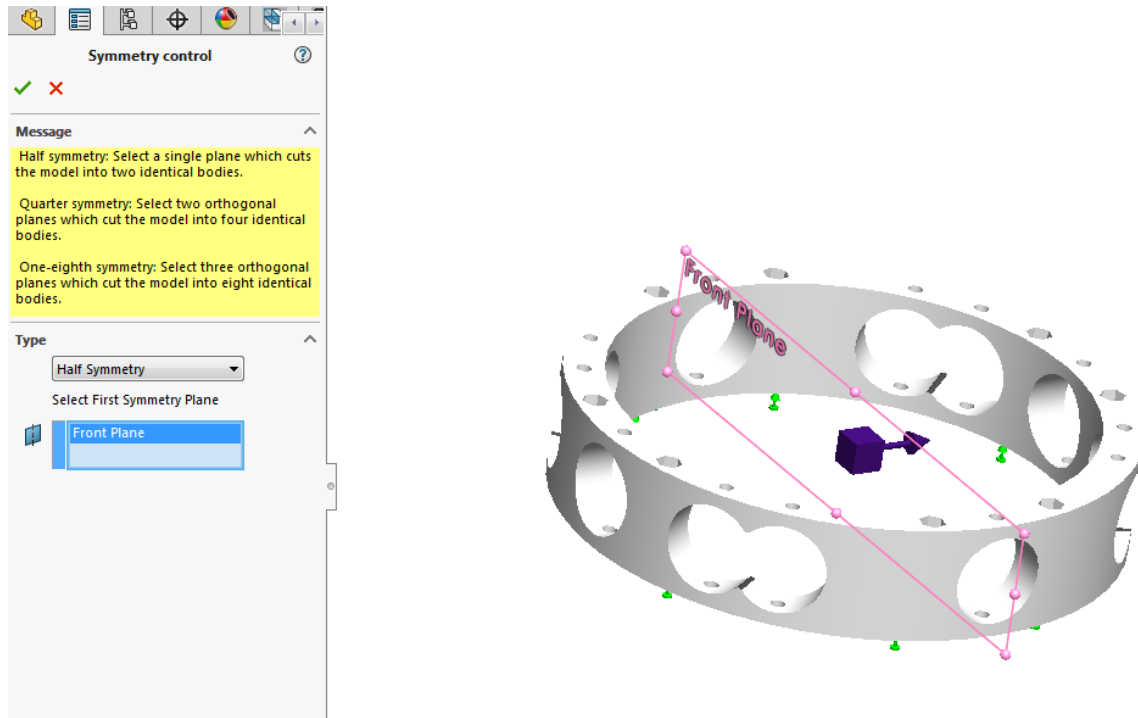 Symmetry control
Message
Half symmetry: Select a single plane which cuts
the model into two identical bodies.
Quarter symmetry: Select two orthogonal
planes which cut the model into four identical
bodies.
One-eighth symmetry: Select three orthogonal
planes which cut the model into eight identical
bodies.
Type
Half Symmetry
Select First Symmetry Plane
Front Plane
Front Plane